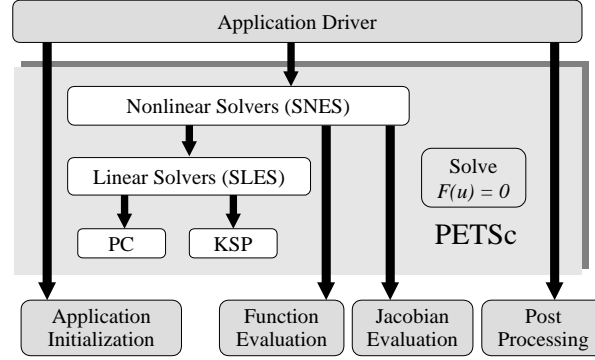 Application Driver
Nonlinear Solvers (SNES)
Linear Solvers (SLES)
PC
KSP
Solve
F(u) = 0
PETSc
Application
Initialization
Function
Evaluation
Jacobian
Evaluation
Post
Processing